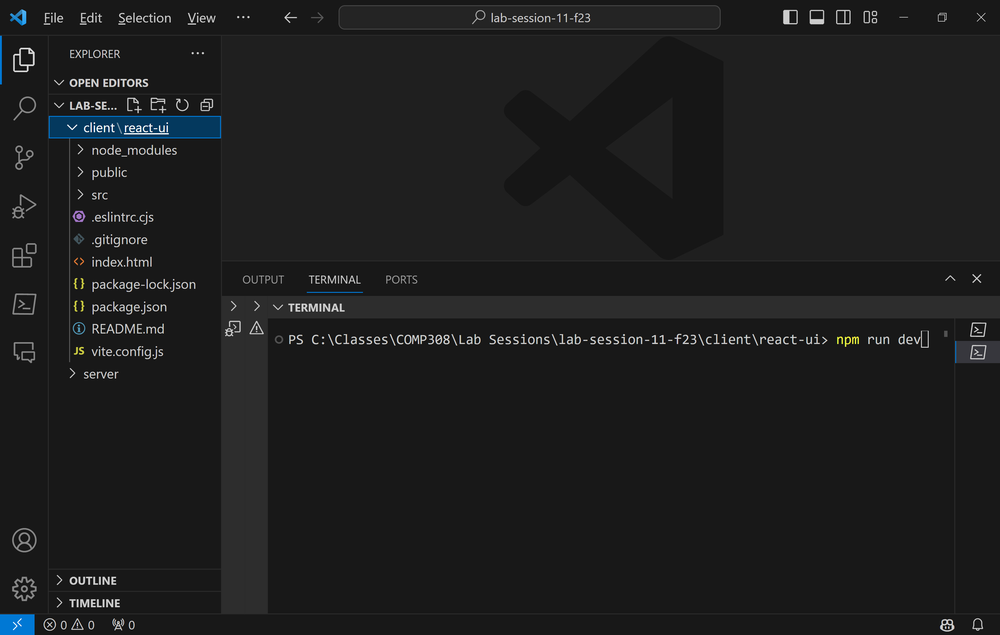 File Edit Selection View ··· lab-session-11-f23
EXPLORER ···
OPEN EDITORS
LAB-SE...
client\react-ui
node_modules
public
src
.eslintrc.cjs
.gitignore
index.html
package-lock.json
package.json
README.md
JS vite.config.js
server
OUTLINE
TIMELINE
OUTPUT TERMINAL PORTS
TERMINAL
PS C:\Classes\COMP308\Lab Sessions\lab-session-11-f23\client\react-ui> npm run dev
0 0 0